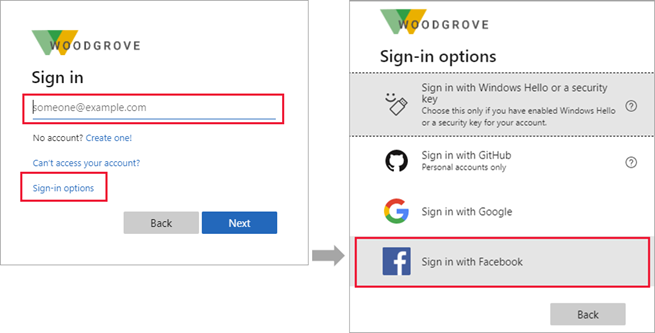 WOODGROVE
Sign in
someone@example.com
No account? Create one!
Can't access your account?
Sign-in options
Back
Next
WOODGROVE
Sign-in options
Sign in with Windows Hello or a security
key
Choose this only if you have enabled Windows Hello
or a security key for your account.
Sign in with GitHub
Personal accounts only
Sign in with Google
Sign in with Facebook
Back